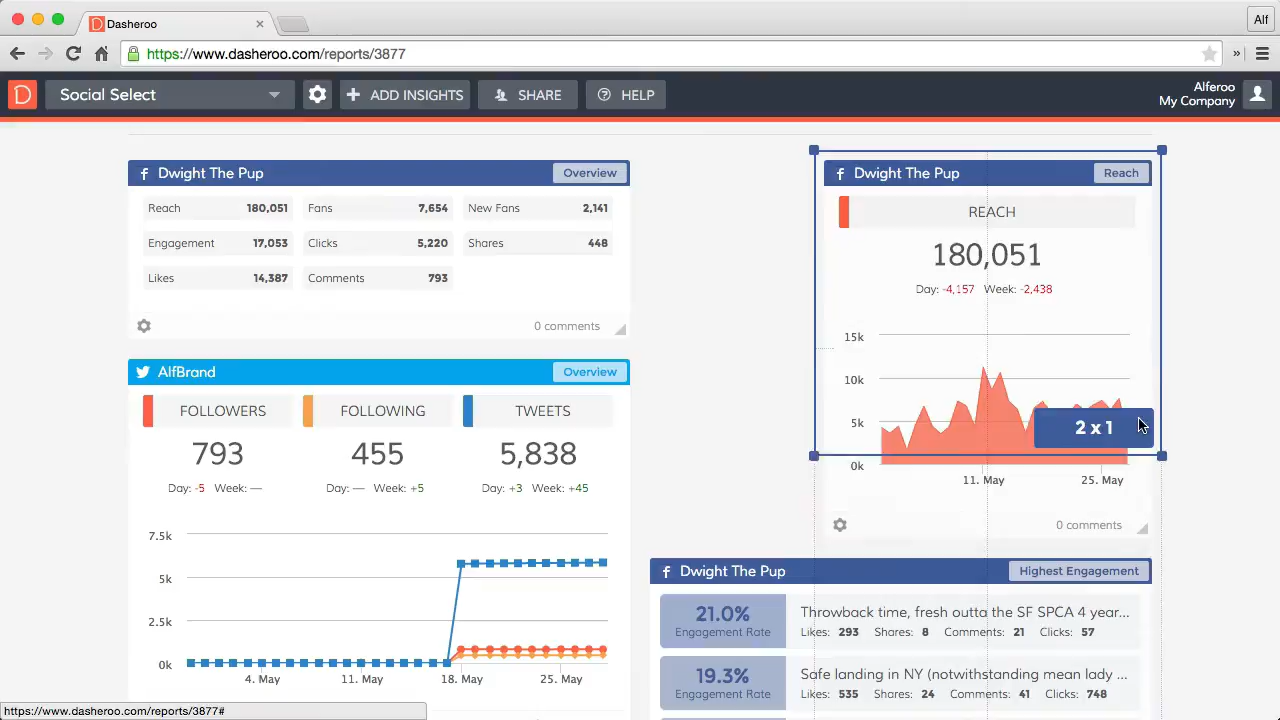 Dasheroo
Alf
https://www.dasheroo.com/reports/3877
Social Select
ADD INSIGHTS
SHARE
HELP
Alferoo
My Company
Dwight The Pup
Overview
Reach 180,051 Fans 7,654 New Fans 2,141
Engagement 17,053 Clicks 5,220 Shares 448
Likes 14,387 Comments 793
0 comments
AlfBrand
Overview
FOLLOWERS FOLLOWING TWEETS
793 455 5,838
Day: -5 Week: — Day: — Week: +5 Day: +3 Week: +45
7.5k
5k
2.5k
0k
4. May 11. May 18. May 25. May
Dwight The Pup
Reach
REACH
180,051
Day: -4,157 Week: -2,438
15k
10k
5k
0k
2 x 1
11. May 25. May
0 comments
Dwight The Pup
Highest Engagement
21.0%
Engagement Rate
Throwback time, fresh outta the SF SPCA 4 year...
Likes: 293 Shares: 8 Comments: 21 Clicks: 57
19.3%
Engagement Rate
Safe landing in NY (notwithstanding mean lady ...
Likes: 535 Shares: 24 Comments: 41 Clicks: 748
https://www.dasheroo.com/reports/3877#